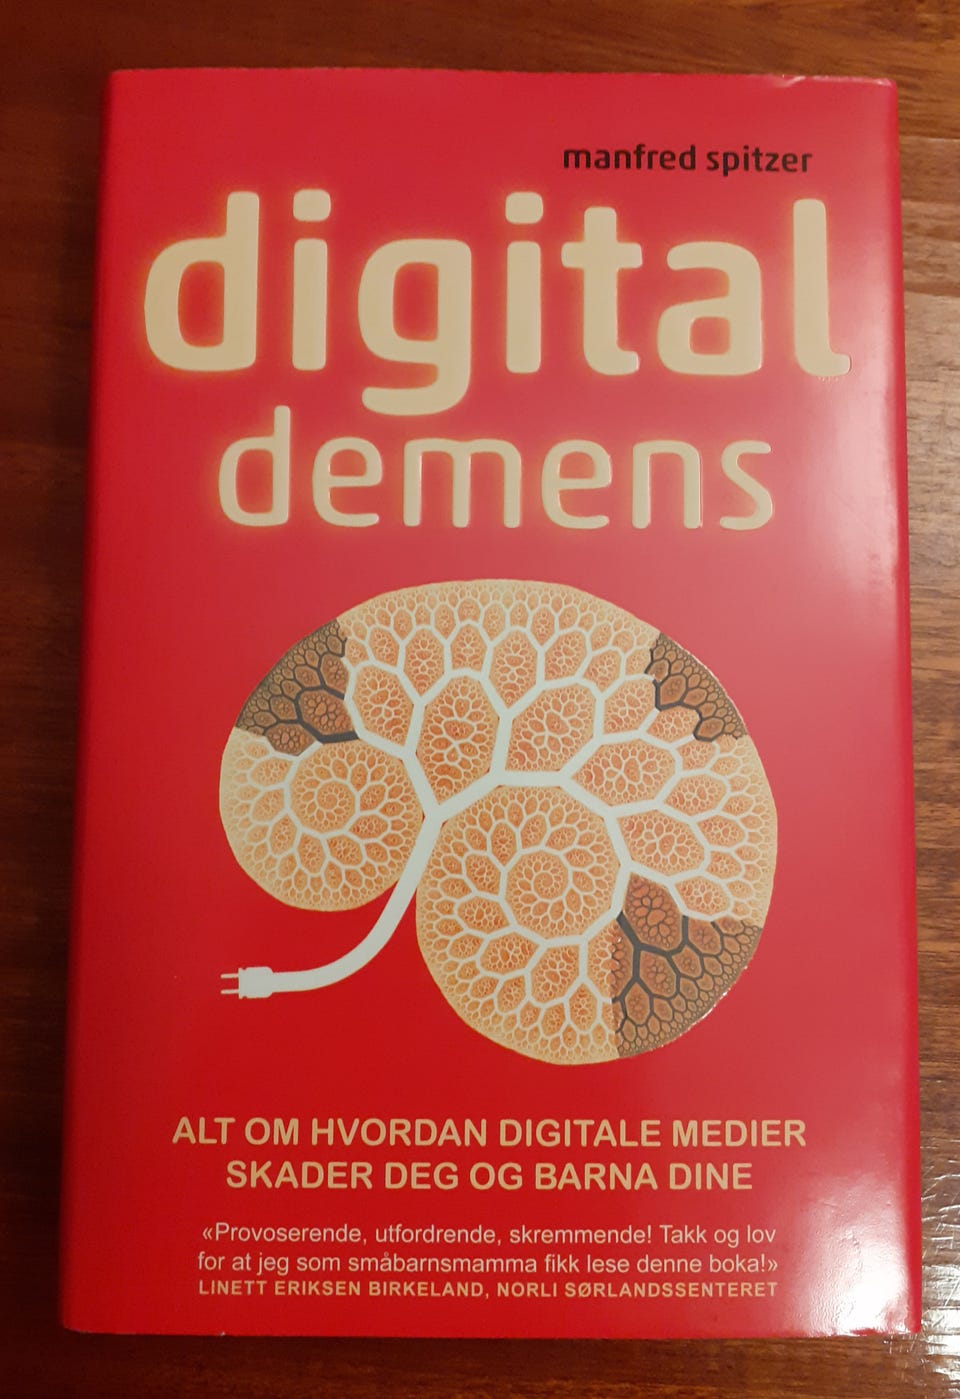 manfred spitzer
digital
demens
ALT OM HVORDAN DIGITALE MEDIER
SKADER DEG OG BARNA DINE
«Provoserende, utfordrende, skremmende! Takk og lov
for at jeg som småbarnsmamma fikk lese denne boka!»
LINETT ERIKSEN BIRKELAND, NORLI SØRLANDSSENTERET